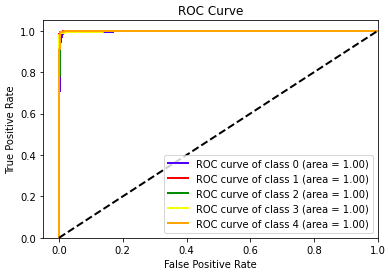 ROC Curve
1.0
0.8
0.6
0.4
0.2
0.0
True Positive Rate
ROC curve of class 0 (area = 1.00)
ROC curve of class 1 (area = 1.00)
ROC curve of class 2 (area = 1.00)
ROC curve of class 3 (area = 1.00)
ROC curve of class 4 (area = 1.00)
0.0 0.2 0.4 0.6 0.8 1.0
False Positive Rate